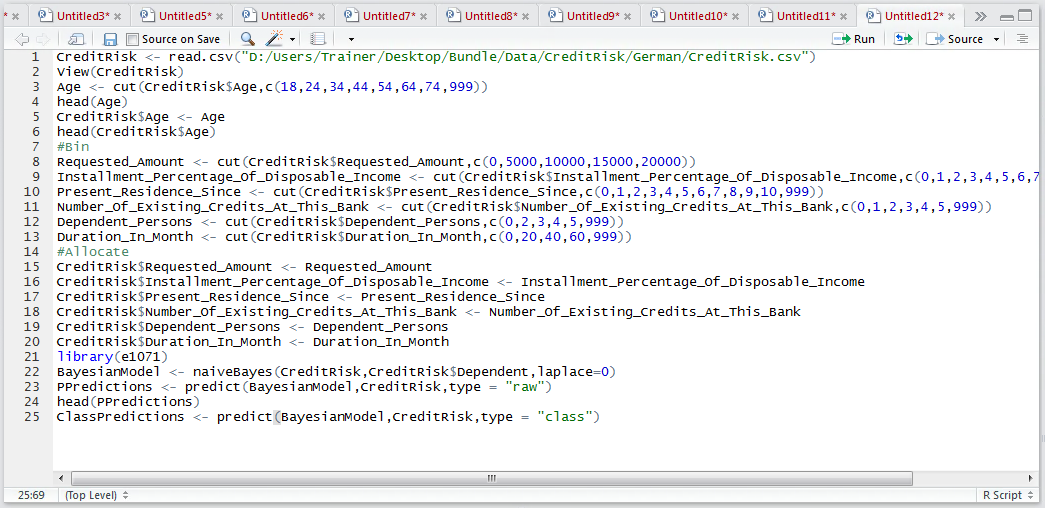 * × Untitled3* × Untitled5* × Untitled6* × Untitled7* × Untitled8* × Untitled9* × Untitled10* × Untitled11* × Untitled12* ×
Source on Save Run Source
1 CreditRisk <- read.csv("D:/Users/Trainer/Desktop/Bundle/Data/CreditRisk/German/CreditRisk.csv")
2 View(CreditRisk)
3 Age <- cut(CreditRisk$Age,c(18,24,34,44,54,64,74,999))
4 head(Age)
5 CreditRisk$Age <- Age
6 head(CreditRisk$Age)
7 #Bin
8 Requested_Amount <- cut(CreditRisk$Requested_Amount,c(0,5000,10000,15000,20000))
9 Installment_Percentage_Of_Disposable_Income <- cut(CreditRisk$Installment_Percentage_Of_Disposable_Income,c(0,1,2,3,4,5,6,7
10 Present_Residence_Since <- cut(CreditRisk$Present_Residence_Since,c(0,1,2,3,4,5,6,7,8,9,10,999))
11 Number_Of_Existing_Credits_At_This_Bank <- cut(CreditRisk$Number_Of_Existing_Credits_At_This_Bank,c(0,1,2,3,4,5,999))
12 Dependent_Persons <- cut(CreditRisk$Dependent_Persons,c(0,2,3,4,5,999))
13 Duration_In_Month <- cut(CreditRisk$Duration_In_Month,c(0,20,40,60,999))
14 #Allocate
15 CreditRisk$Requested_Amount <- Requested_Amount
16 CreditRisk$Installment_Percentage_Of_Disposable_Income <- Installment_Percentage_Of_Disposable_Income
17 CreditRisk$Present_Residence_Since <- Present_Residence_Since
18 CreditRisk$Number_Of_Existing_Credits_At_This_Bank <- Number_Of_Existing_Credits_At_This_Bank
19 CreditRisk$Dependent_Persons <- Dependent_Persons
20 CreditRisk$Duration_In_Month <- Duration_In_Month
21 library(e1071)
22 BayesianModel <- naiveBayes(CreditRisk,CreditRisk$Dependent,laplace=0)
23 PPredictions <- predict(BayesianModel,CreditRisk,type = "raw")
24 head(PPredictions)
25 ClassPredictions <- predict(BayesianModel,CreditRisk,type = "class")
25:69 (Top Level) R Script